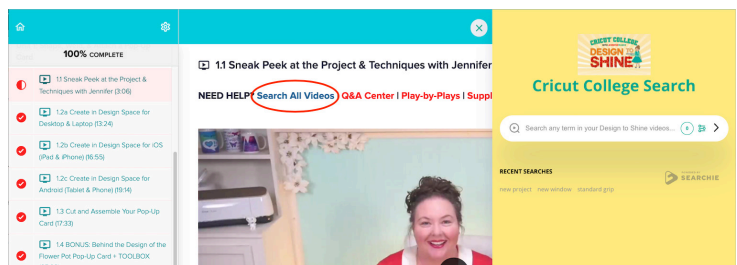 100% COMPLETE
1.1 Sneak Peek at the Project &
Techniques with Jennifer (3:06)
1.2a Create in Design Space for
Desktop & Laptop (13:24)
1.2b Create in Design Space for iOS
(iPad & iPhone) (16:55)
1.2c Create in Design Space for
Android (Tablet & Phone) (19:14)
1.3 Cut and Assemble Your Pop-Up
Card (17:33)
1.4 BONUS: Behind the Design of the
Flower Pot Pop-Up Card + TOOLBOX
1.1 Sneak Peek at the Project & Techniques with Jennifer
NEED HELP? Search All Videos Q&A Center | Play-by-Plays | Suppl
CRICUT COLLEGE
DESIGN TO
SHINE
Cricut College Search
Search any term in your Design to Shine videos...
RECENT SEARCHES
new project new window standard grip
SEARCHIE